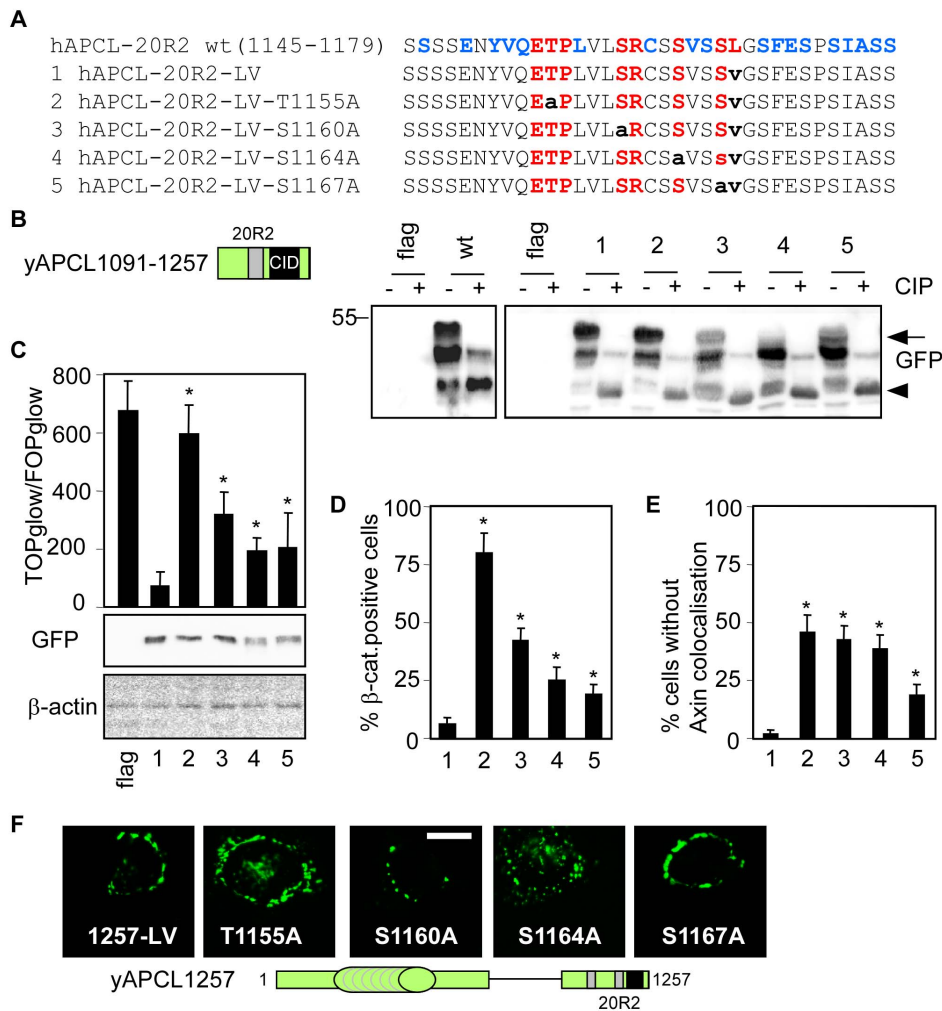 A
hAPCL-20R2 wt(1145-1179) SSSSENYVQETPLVLSRCSSVSSLGSFESPSIASS
1 hAPCL-20R2-LV SSSSENYVQETPLVLSRCSSVSSvGSFESPSIASS
2 hAPCL-20R2-LV-T1155A SSSSENYVQEaPLVLSRCSSVSSvGSFESPSIASS
3 hAPCL-20R2-LV-S1160A SSSSENYVQETPLVLaRCSSVSSvGSFESPSIASS
4 hAPCL-20R2-LV-S1164A SSSSENYVQETPLVLSRCSaVSsvGSFESPSIASS
5 hAPCL-20R2-LV-S1167A SSSSENYVQETPLVLSRCSSVSavGSFESPSIASS
B
20R2
yAPCL1091-1257 CID
flag wt flag 1 2 3 4 5
- + - + - + - + - + - + - + - + CIP
55
GFP
C
TOPglow/FOPglow
800
600
400
200
0
* * * *
GFP
β-actin
flag 1 2 3 4 5
D
% β-cat.positive cells
100
75
50
25
0
* * * *
1 2 3 4 5
E
% cells without
Axin colocalisation
100
75
50
25
0
* * * *
1 2 3 4 5
F
1257-LV T1155A S1160A S1164A S1167A
yAPCL1257 1 1257
20R2